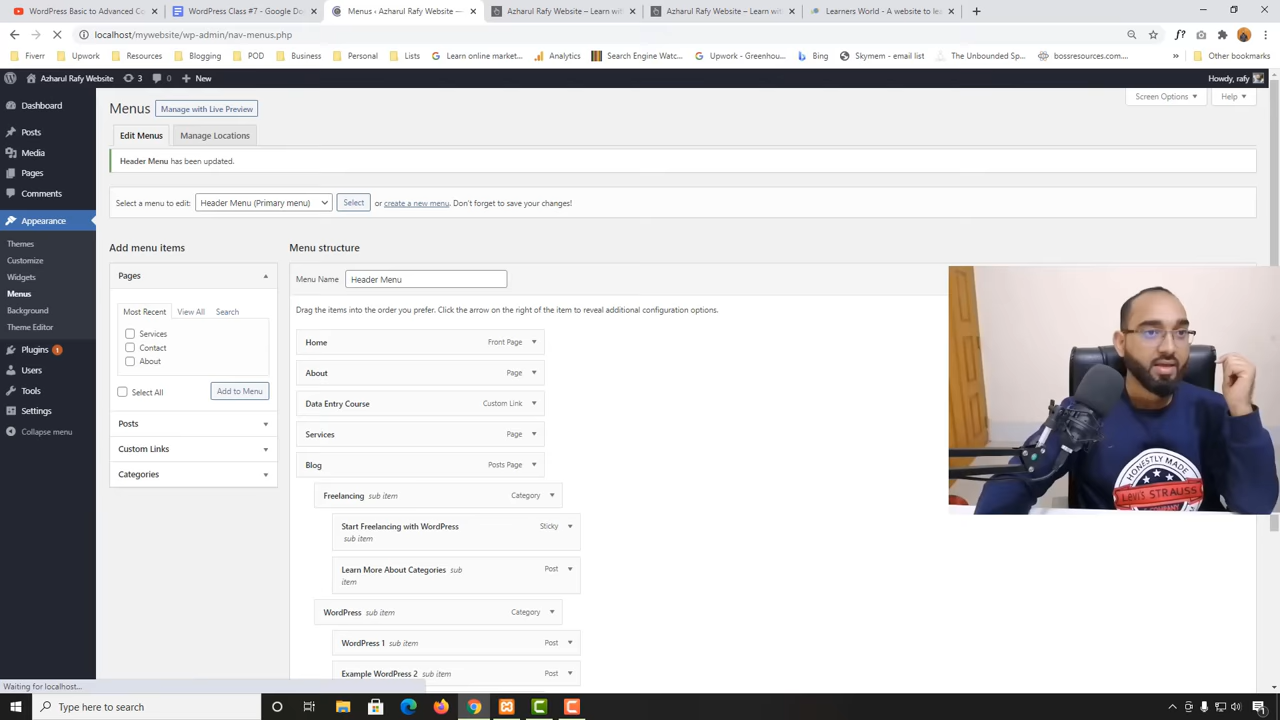 WordPress Basic to Advanced Co
WordPress Class #7 - Google Do
Menus ‹ Azharul Rafy Website —
Azharul Rafy Website – Learn wit
Azharul Rafy Website – Learn wit
Learners World - A website to le
localhost/mywebsite/wp-admin/nav-menus.php
Fiverr
Upwork
Resources
Blogging
POD
Business
Personal
Lists
Learn online market...
Analytics
Search Engine Watc...
Upwork - Greenhou...
Bing
Skymem - email list
The Unbounded Sp...
bossresources.com...
Other bookmarks
Azharul Rafy Website
3
0
New
Howdy, rafy
Dashboard
Posts
Media
Pages
Comments
Appearance
Themes
Customize
Widgets
Menus
Background
Theme Editor
Plugins 1
Users
Tools
Settings
Collapse menu
Menus
Manage with Live Preview
Screen Options
Help
Edit Menus
Manage Locations
Header Menu has been updated.
Select a menu to edit: Header Menu (Primary menu) Select or create a new menu. Don't forget to save your changes!
Add menu items
Pages
Most Recent
View All
Search
Services
Contact
About
Select All
Add to Menu
Posts
Custom Links
Categories
Menu structure
Menu Name Header Menu
Drag the items into the order you prefer. Click the arrow on the right of the item to reveal additional configuration options.
Home Front Page
About Page
Data Entry Course Custom Link
Services Page
Blog Posts Page
Freelancing sub item Category
Start Freelancing with WordPress Sticky
sub item
Learn More About Categories sub Post
item
WordPress sub item Category
WordPress 1 sub item Post
Example WordPress 2 sub item Post
HONESTLY MADE
LEVI'S STRAUSS
COMPANY
Waiting for localhost...
Type here to search
1